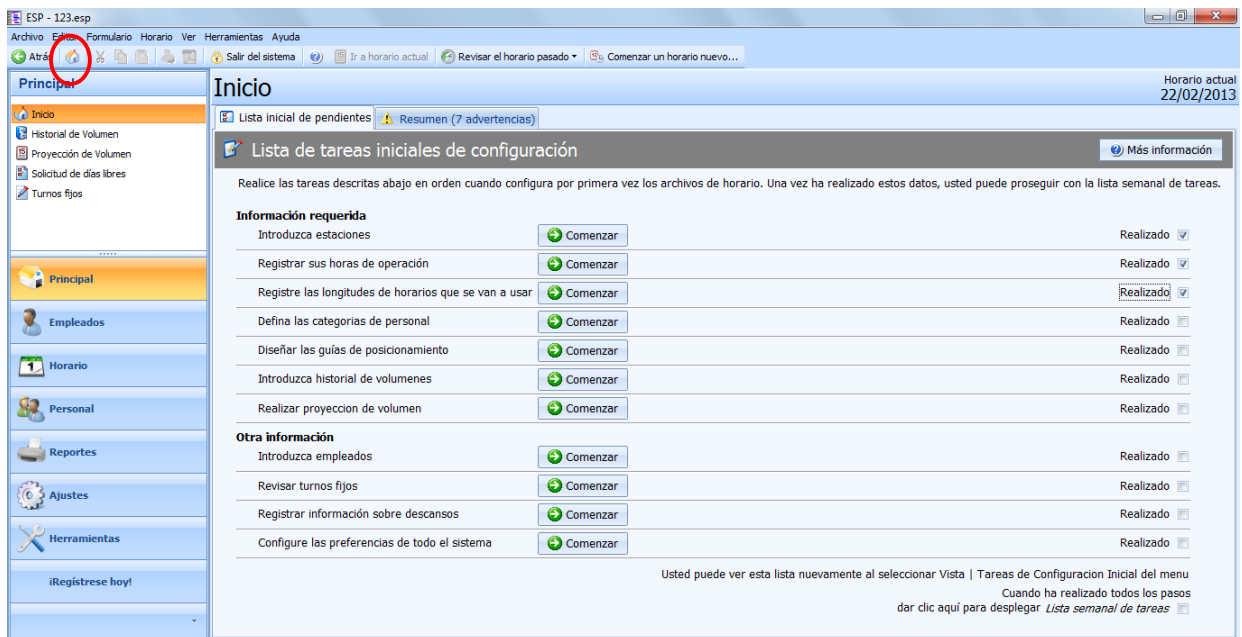 ESP - 123.esp
Archivo Editar Formulario Horario Ver Herramientas Ayuda
Atrás Salir del sistema Ir a horario actual Revisar el horario pasado Comenzar un horario nuevo...
Principal
Inicio
Historial de Volumen
Proyección de Volumen
Solicitud de días libres
Turnos fijos
Principal
Empleados
Horario
Personal
Reportes
Ajustes
Herramientas
¡Regístrese hoy!
Inicio
Horario actual
22/02/2013
Lista inicial de pendientes Resumen (7 advertencias)
Lista de tareas iniciales de configuración Más información
Realice las tareas descritas abajo en orden cuando configura por primera vez los archivos de horario. Una vez ha realizado estos datos, usted puede proseguir con la lista semanal de tareas.
Información requerida
Introduzca estaciones Comenzar Realizado
Registrar sus horas de operación Comenzar Realizado
Registre las longitudes de horarios que se van a usar Comenzar Realizado
Defina las categorias de personal Comenzar Realizado
Diseñar las guías de posicionamiento Comenzar Realizado
Introduzca historial de volumenes Comenzar Realizado
Realizar proyeccion de volumen Comenzar Realizado
Otra información
Introduzca empleados Comenzar Realizado
Revisar turnos fijos Comenzar Realizado
Registrar información sobre descansos Comenzar Realizado
Configure las preferencias de todo el sistema Comenzar Realizado
Usted puede ver esta lista nuevamente al seleccionar Vista | Tareas de Configuracion Inicial del menu
Cuando ha realizado todos los pasos
dar clic aquí para desplegar Lista semanal de tareas